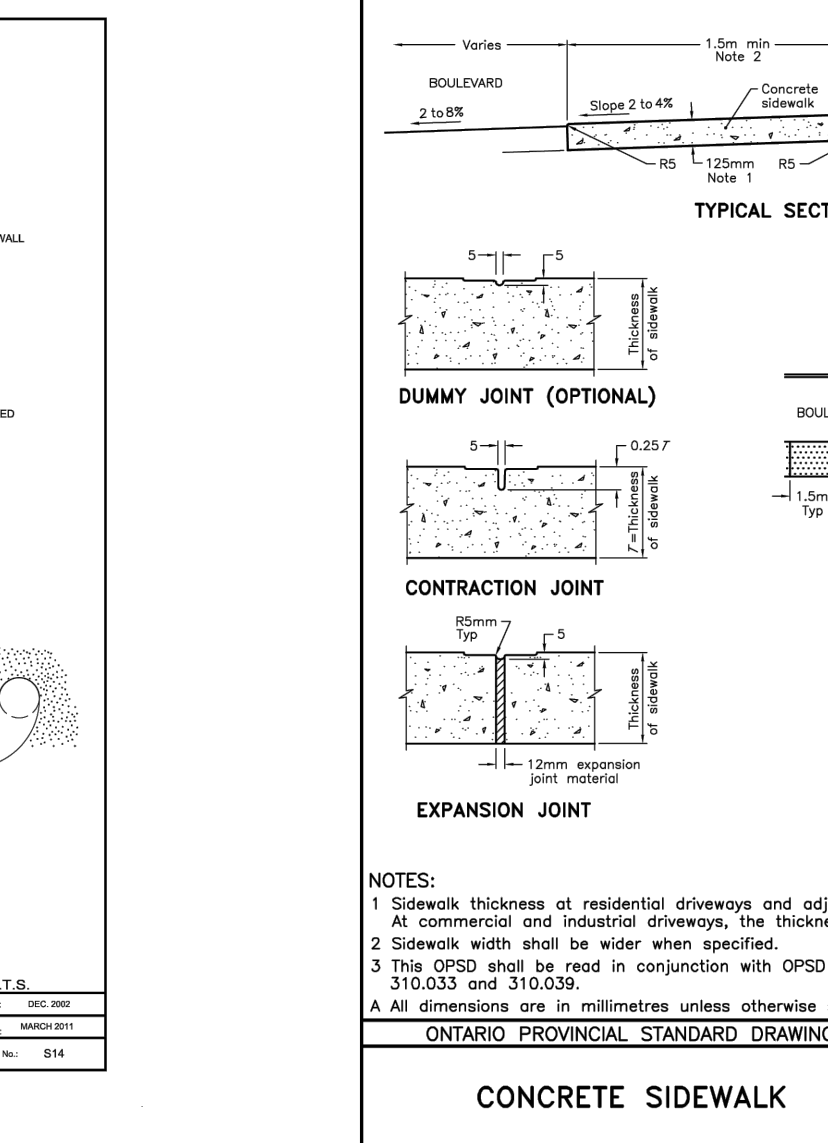 WALL
ED
T.S.
DEC. 2002
MARCH 2011
No.: S14
Varies
1.5m min
Note 2
BOULEVARD
Concrete
sidewalk
2 to 8%
Slope 2 to 4%
R5
125mm
Note 1
R5
TYPICAL SECT
5
5
Thickness
of sidewalk
DUMMY JOINT (OPTIONAL)
BOUL
5
0.25T
T=Thickness
of sidewalk
1.5m
Typ
CONTRACTION JOINT
R5mm
Typ
5
Thickness
of sidewalk
12mm expansion
joint material
EXPANSION JOINT
NOTES:
1 Sidewalk thickness at residential driveways and adj
At commercial and industrial driveways, the thickne
2 Sidewalk width shall be wider when specified.
3 This OPSD shall be read in conjunction with OPSD
310.033 and 310.039.
A All dimensions are in millimetres unless otherwise
ONTARIO PROVINCIAL STANDARD DRAWING
CONCRETE SIDEWALK